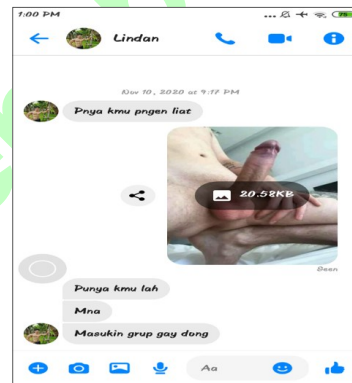 1:00 PM
75
Lindan
Nov 10, 2020 at 9:17 PM
Pnya kmu pngen liat
20.58KB
Seen
Punya kmu lah
Mna
Masukin grup gay dong
Aa